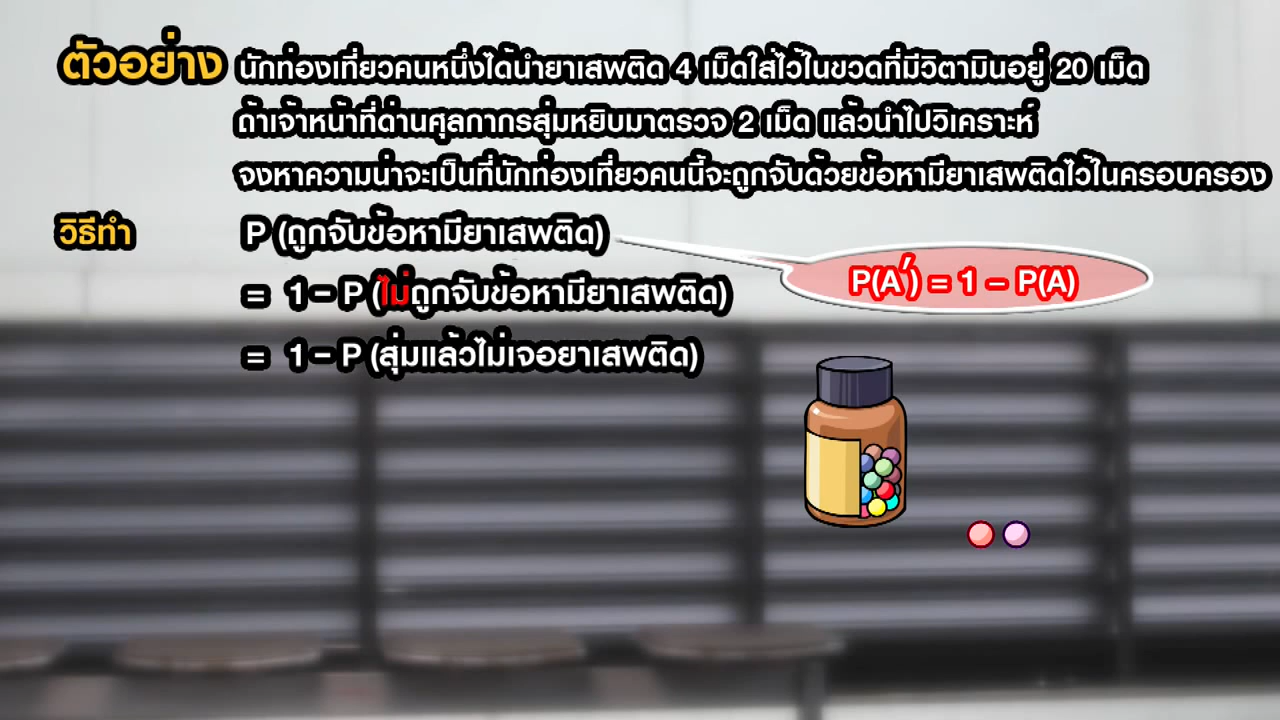 ตัวอย่าง นักท่องเที่ยวคนหนึ่งได้นำยาเสพติด 4 เม็ดใส่ไว้ในขวดที่มีวิตามินอยู่ 20 เม็ด
ถ้าเจ้าหน้าที่ด่านศุลกากรสุ่มหยิบมาตรวจ 2 เม็ด แล้วนำไปวิเคราะห์
จงหาความน่าจะเป็นที่นักท่องเที่ยวคนนี้จะถูกจับด้วยข้อหามียาเสพติดไว้ในครอบครอง
วิธีทำ P (ถูกจับข้อหามียาเสพติด)
P(A′) = 1 – P(A)
= 1 – P (ไม่ถูกจับข้อหามียาเสพติด)
= 1 – P (สุ่มแล้วไม่เจอยาเสพติด)